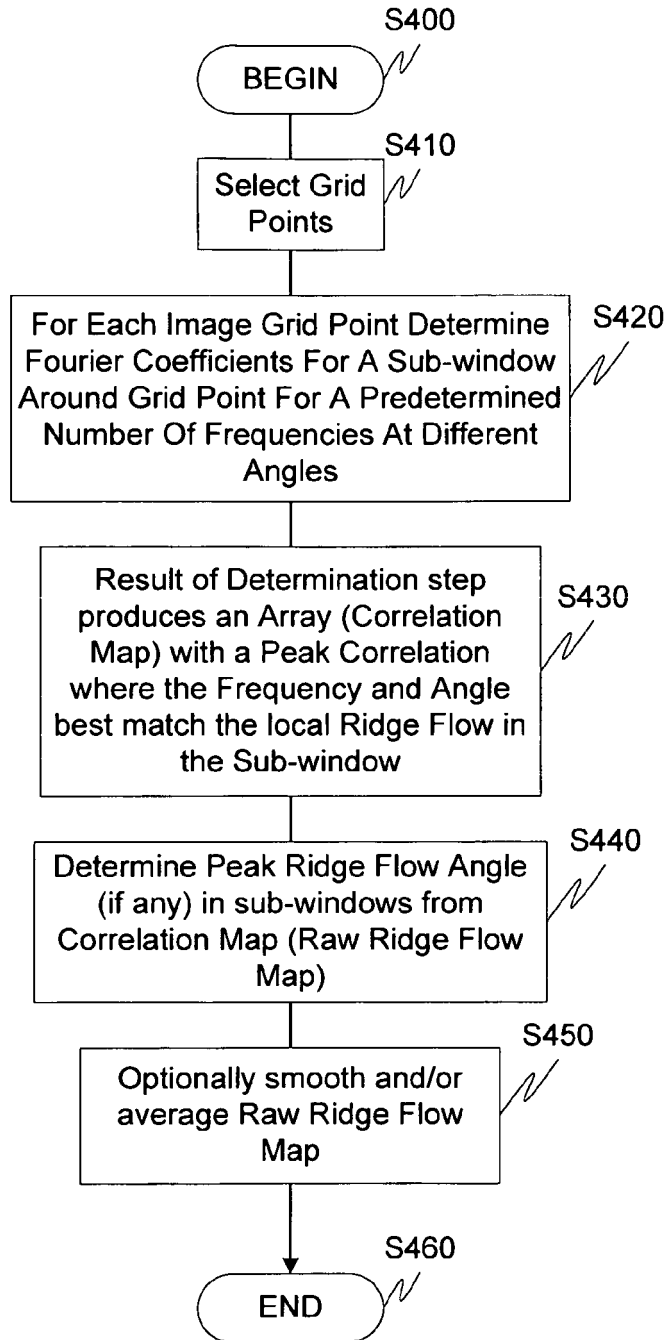 S400
BEGIN
S410
Select Grid
Points
S420
For Each Image Grid Point Determine
Fourier Coefficients For A Sub-window
Around Grid Point For A Predetermined
Number Of Frequencies At Different
Angles
S430
Result of Determination step
produces an Array (Correlation
Map) with a Peak Correlation
where the Frequency and Angle
best match the local Ridge Flow in
the Sub-window
S440
Determine Peak Ridge Flow Angle
(if any) in sub-windows from
Correlation Map (Raw Ridge Flow
Map)
S450
Optionally smooth and/or
average Raw Ridge Flow
Map
S460
END